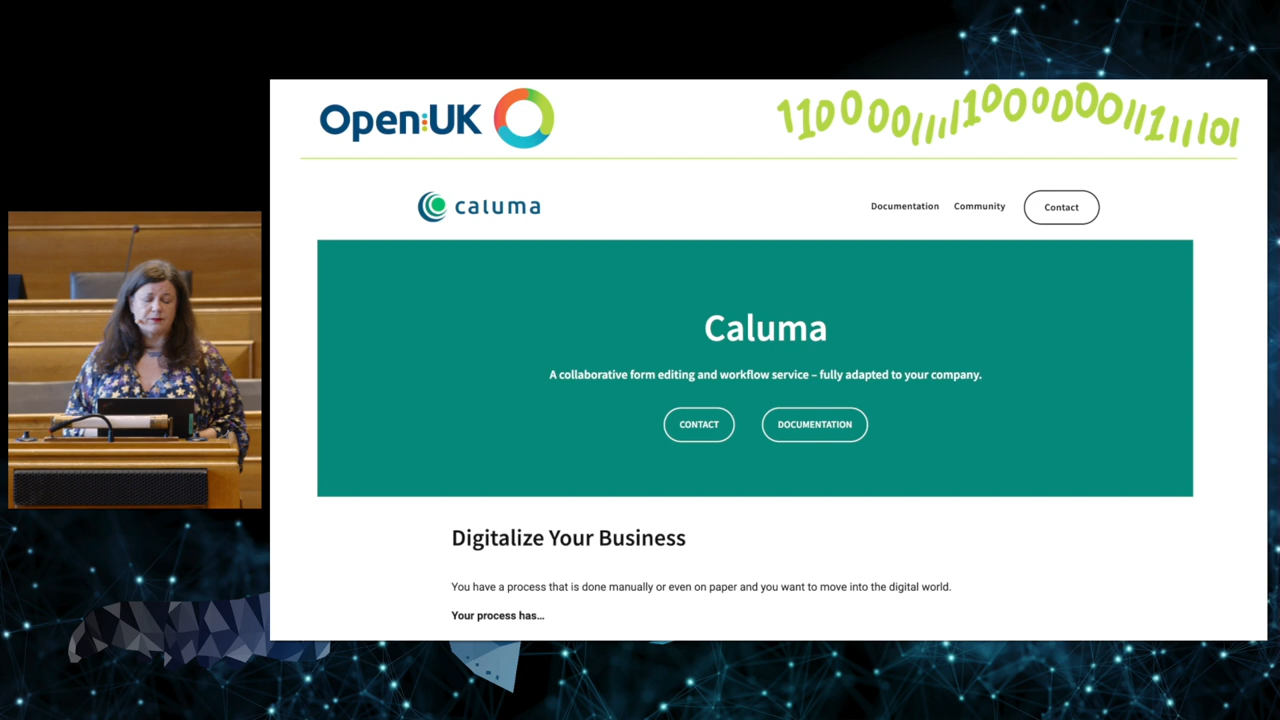 Open:UK
caluma
Documentation
Community
Contact
Caluma
A collaborative form editing and workflow service – fully adapted to your company.
CONTACT
DOCUMENTATION
Digitalize Your Business
You have a process that is done manually or even on paper and you want to move into the digital world.
Your process has...